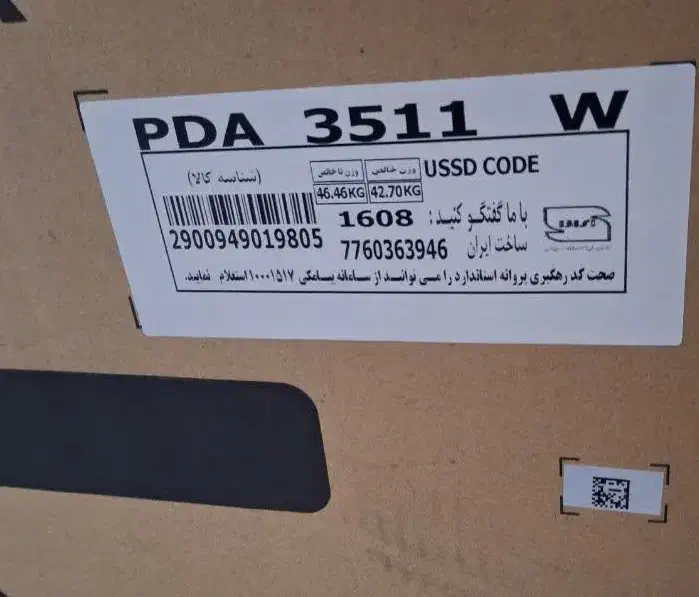 PDA 3511 W
(شناسه کالا)
وزن ناخالص وزن خالص USSD CODE
46.46KG 42.70KG
با ما گفتگو کنید: 1608
2900949019805
ساخت ایران 7760363946
صحت کد رهگیری پروانه استاندارد را می توانید از سامانه پیامکی ۱۰۰۰۱۵۱۷ استعلام نمایید.